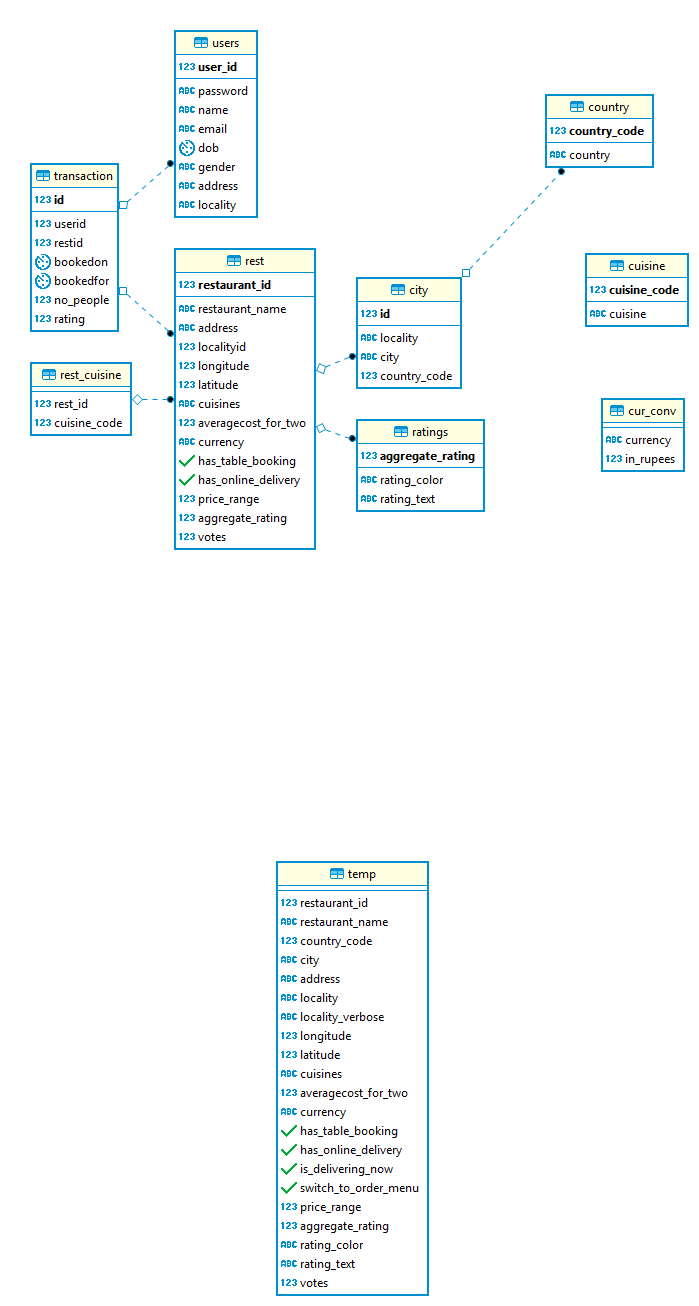 users
123 user_id
ABC password
ABC name
ABC email
dob
ABC gender
ABC address
ABC locality
country
123 country_code
ABC country
transaction
123 id
123 userid
123 restid
bookedon
bookedfor
123 no_people
123 rating
rest
123 restaurant_id
ABC restaurant_name
ABC address
123 localityid
123 longitude
123 latitude
ABC cuisines
123 averagecost_for_two
ABC currency
has_table_booking
has_online_delivery
123 price_range
123 aggregate_rating
123 votes
city
123 id
ABC locality
ABC city
123 country_code
cuisine
123 cuisine_code
ABC cuisine
rest_cuisine
123 rest_id
123 cuisine_code
ratings
123 aggregate_rating
ABC rating_color
ABC rating_text
cur_conv
ABC currency
123 in_rupees
temp
123 restaurant_id
ABC restaurant_name
123 country_code
ABC city
ABC address
ABC locality
ABC locality_verbose
123 longitude
123 latitude
ABC cuisines
123 averagecost_for_two
ABC currency
has_table_booking
has_online_delivery
is_delivering_now
switch_to_order_menu
123 price_range
123 aggregate_rating
ABC rating_color
ABC rating_text
123 votes